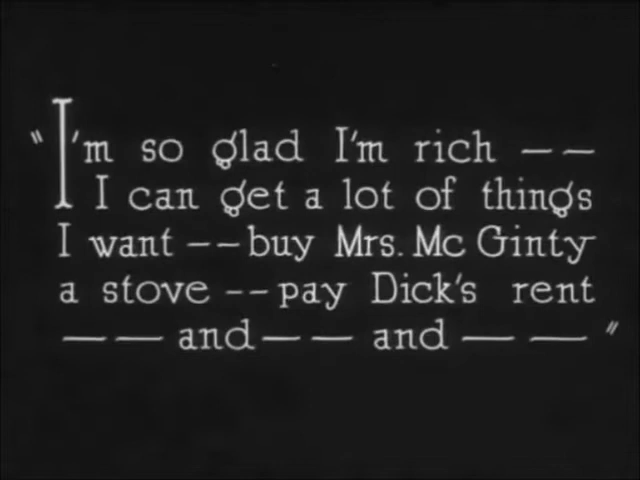 "I'm so glad I'm rich — —
I can get a lot of things
I want — — buy Mrs. Mc Ginty
a stove — — pay Dick's rent
— — and — — and — — "